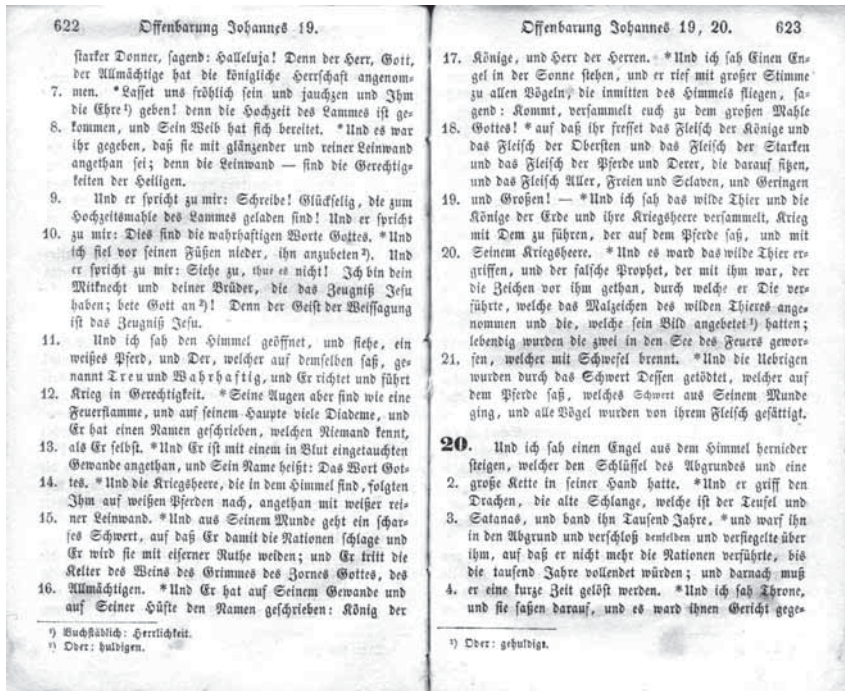 622 Offenbarung Johannes 19.
starker Donner, sagend: Halleluja! Denn der Herr, Gott,
der Allmächtige hat die königliche Herrschaft angenom-
7. men. *Lasset uns fröhlich sein und jauchzen und Ihm
die Ehre¹) geben! denn die Hochzeit des Lammes ist ge-
8. kommen, und Sein Weib hat sich bereitet. *Und es war
ihr gegeben, daß sie mit glänzender und reiner Leinwand
angethan sei; denn die Leinwand — sind die Gerechtig-
keiten der Heiligen.
9. Und er spricht zu mir: Schreibe! Glückselig, die zum
Hochzeitsmahle des Lammes geladen sind! Und er spricht
10. zu mir: Dies sind die wahrhaftigen Worte Gottes. *Und
ich fiel vor seinen Füßen nieder, ihn anzubeten²). Und
er spricht zu mir: Siehe zu, thue es nicht! Ich bin dein
Mitknecht und deiner Brüder, die das Zeugniß Jesu
haben; bete Gott an²)! Denn der Geist der Weissagung
ist das Zeugniß Jesu.
11. Und ich sah den Himmel geöffnet, und siehe, ein
weißes Pferd, und Der, welcher auf demselben saß, ge-
nannt Treu und Wahrhaftig, und Er richtet und führt
12. Krieg in Gerechtigkeit. *Seine Augen aber sind wie eine
Feuerflamme, und auf seinem Haupte viele Diademe, und
Er hat einen Namen geschrieben, welchen Niemand kennt,
13. als Er selbst. *Und Er ist mit einem in Blut eingetauchten
Gewande angethan, und Sein Name heißt: Das Wort Got-
14. tes. *Und die Kriegsheere, die in dem Himmel sind, folgten
Ihm auf weißen Pferden nach, angethan mit weißer rei-
15. ner Leinwand. *Und aus Seinem Munde geht ein schar-
fes Schwert, auf daß Er damit die Nationen schlage und
Er wird sie mit eiserner Ruthe weiden; und Er tritt die
Kelter des Weins des Grimmes des Zornes Gottes, des
16. Allmächtigen. *Und Er hat auf Seinem Gewande und
auf Seiner Hüfte den Namen geschrieben: König der
¹) Buchstäblich: Herrlichkeit.
²) Oder: huldigen.
Offenbarung Johannes 19, 20. 623
17. Könige, und Herr der Herren. *Und ich sah Einen En-
gel in der Sonne stehen, und er rief mit großer Stimme
zu allen Vögeln, die inmitten des Himmels fliegen, sa-
gend: Kommt, versammelt euch zu dem großen Mahle
18. Gottes! *auf daß ihr fresset das Fleisch der Könige und
das Fleisch der Obersten und das Fleisch der Starken
und das Fleisch der Pferde und Derer, die darauf sitzen,
und das Fleisch Aller, Freien und Sclaven, und Geringen
19. und Großen! — *Und ich sah das wilde Thier und die
Könige der Erde und ihre Kriegsheere versammelt, Krieg
mit Dem zu führen, der auf dem Pferde saß, und mit
20. Seinem Kriegsheere. *Und es ward das wilde Thier er-
griffen, und der falsche Prophet, der mit ihm war, der
die Zeichen vor ihm gethan, durch welche er Die ver-
führte, welche das Malzeichen des wilden Thieres ange-
nommen und die, welche sein Bild angebetet¹) hatten;
lebendig wurden die zwei in den See des Feuers gewor-
21. fen, welcher mit Schwefel brennt. *Und die Uebrigen
wurden durch das Schwert Dessen getödtet, welcher auf
dem Pferde saß, welches Schwert aus Seinem Munde
ging, und alle Vögel wurden von ihrem Fleisch gesättigt.
20. Und ich sah einen Engel aus dem Himmel hernieder
steigen, welcher den Schlüssel des Abgrundes und eine
2. große Kette in seiner Hand hatte. *Und er griff den
Drachen, die alte Schlange, welche ist der Teufel und
3. Satanas, und band ihn Tausend Jahre, *und warf ihn
in den Abgrund und verschloß denselben und versiegelte über
ihm, auf daß er nicht mehr die Nationen verführte, bis
die tausend Jahre vollendet würden; und darnach muß
4. er eine kurze Zeit gelöst werden. *Und ich sah Throne,
und sie saßen darauf, und es ward ihnen Gericht gege-
¹) Oder: gehuldigt.